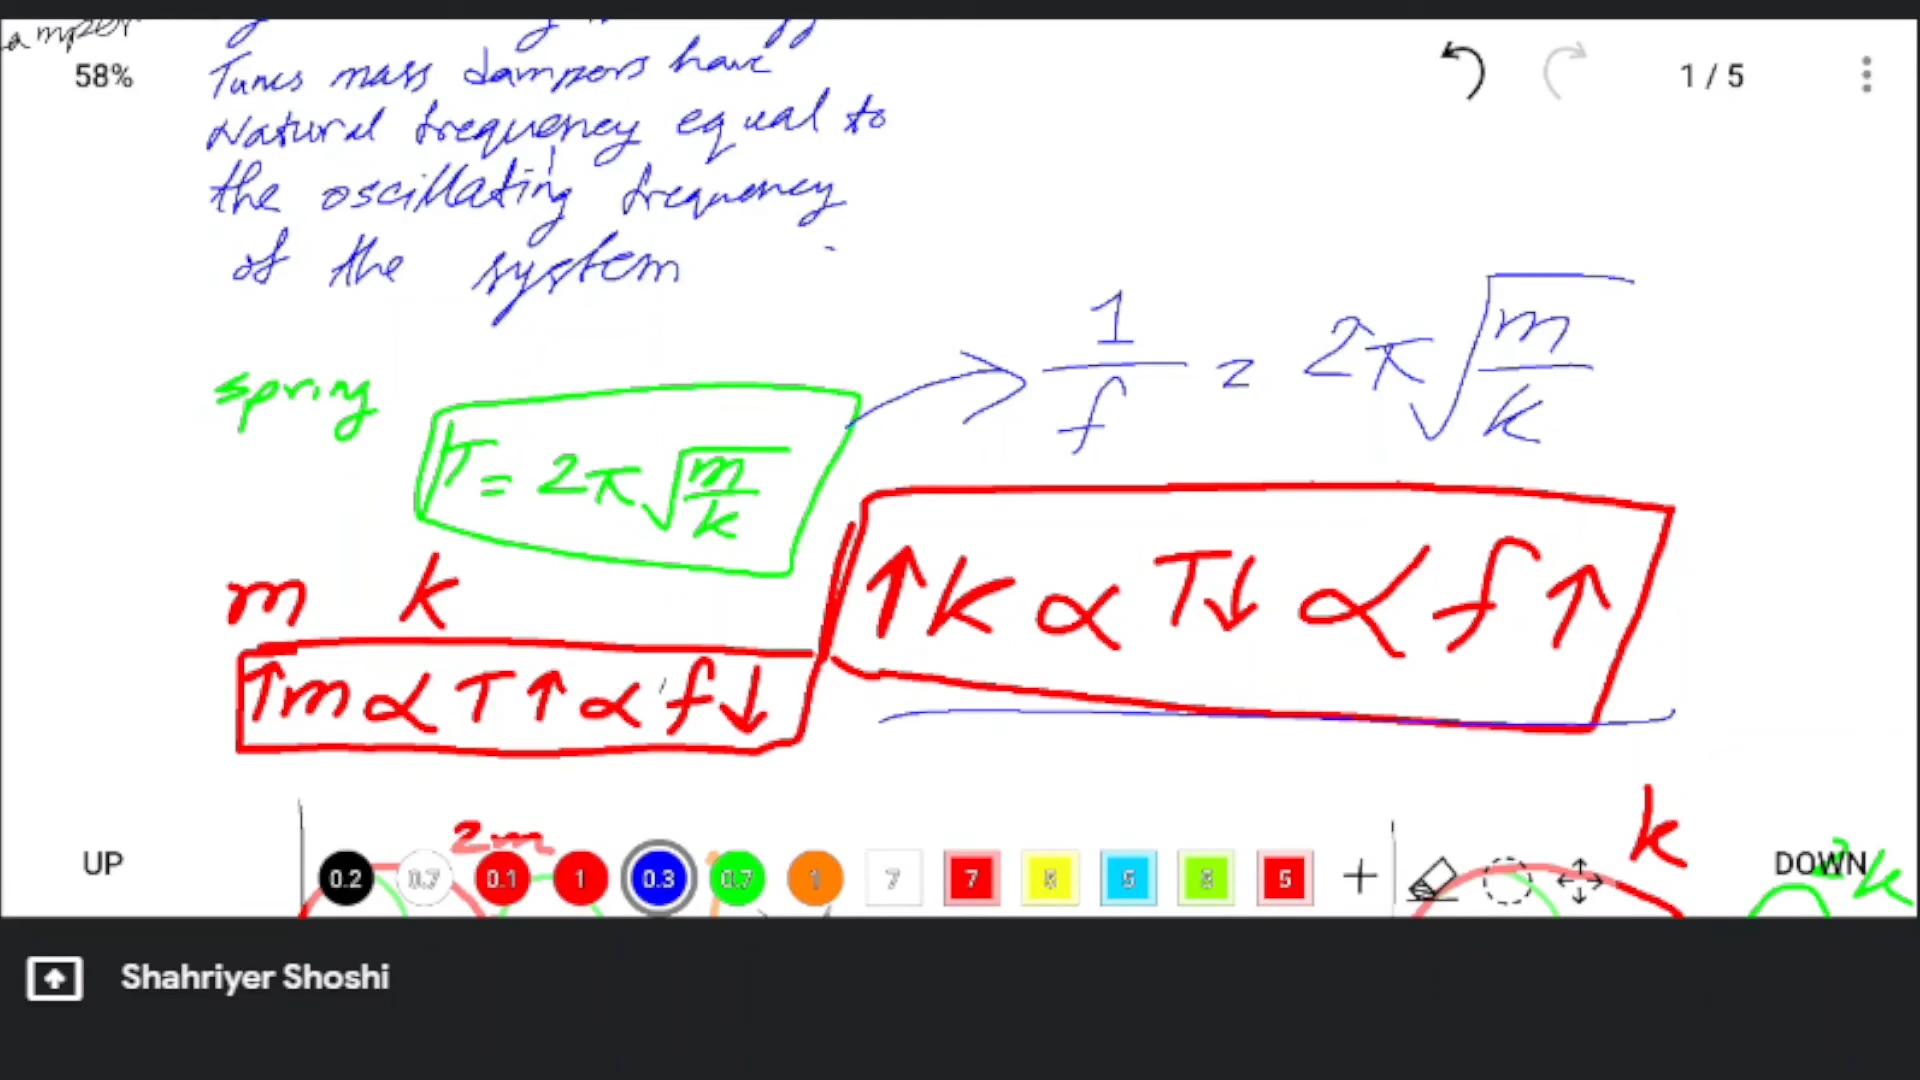 amper
58%
Tunes mass dampers have
1 / 5
Natural frequency equal to
the oscillating frequency
of the system
1/f = 2π√m/k
spring
T = 2π√m/k
m k
↑k ∝ T↓ ∝ f↑
↑m ∝ T↑ ∝ f↓
2m
k
2k
UP
0.2 0.7 0.1 1 0.3 0.7 1 7 7 8 5 8 5 +
DOWN
Shahriyer Shoshi